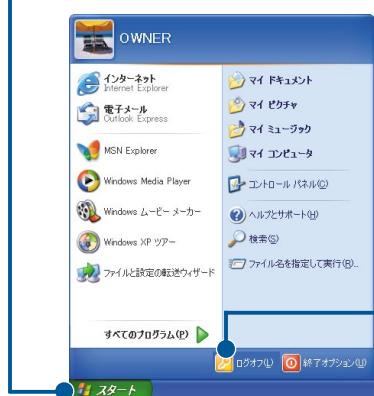 OWNER
インターネット
Internet Explorer
電子メール
Outlook Express
MSN Explorer
Windows Media Player
Windows ムービー メーカー
Windows XP ツアー
ファイルと設定の転送ウィザード
すべてのプログラム(P)
マイ ドキュメント
マイ ピクチャ
マイ ミュージック
マイ コンピュータ
コントロール パネル(C)
ヘルプとサポート(H)
検索(S)
ファイル名を指定して実行(R)...
ログオフ(L)
終了オプション(U)
スタート